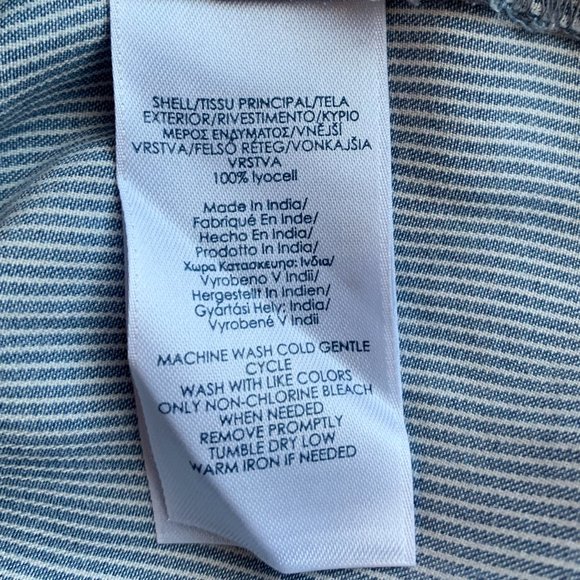 SHELL/TISSU PRINCIPAL/TELA
EXTERIOR/RIVESTIMENTO/ΚΥΡΙΟ
ΜΕΡΟΣ ΕΝΔΥΜΑΤΟΣ/VNĚJŠÍ
VRSTVA/FELSŐ RÉTEG/VONKAJŠIA
VRSTVA
100% lyocell
Made In India/
Fabriqué En Inde/
Hecho En India/
Prodotto In India/
Χωρα Κατασκευης: Ινδια/
Vyrobeno V Indii/
Hergestellt In Indien/
Gyártási Hely: India/
Vyrobené V Indii
MACHINE WASH COLD GENTLE
CYCLE
WASH WITH LIKE COLORS
ONLY NON-CHLORINE BLEACH
WHEN NEEDED
REMOVE PROMPTLY
TUMBLE DRY LOW
WARM IRON IF NEEDED